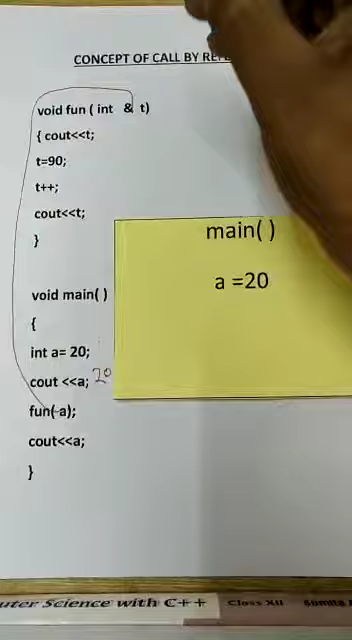 CONCEPT OF CALL BY
void fun ( int & t)
{ cout<<t;
t=90;
t++;
cout<<t;
}
void main( )
{
int a= 20;
cout <<a; 20
fun( a);
cout<<a;
}
main( )
a =20
uter Science with C++ Class XII Sumita